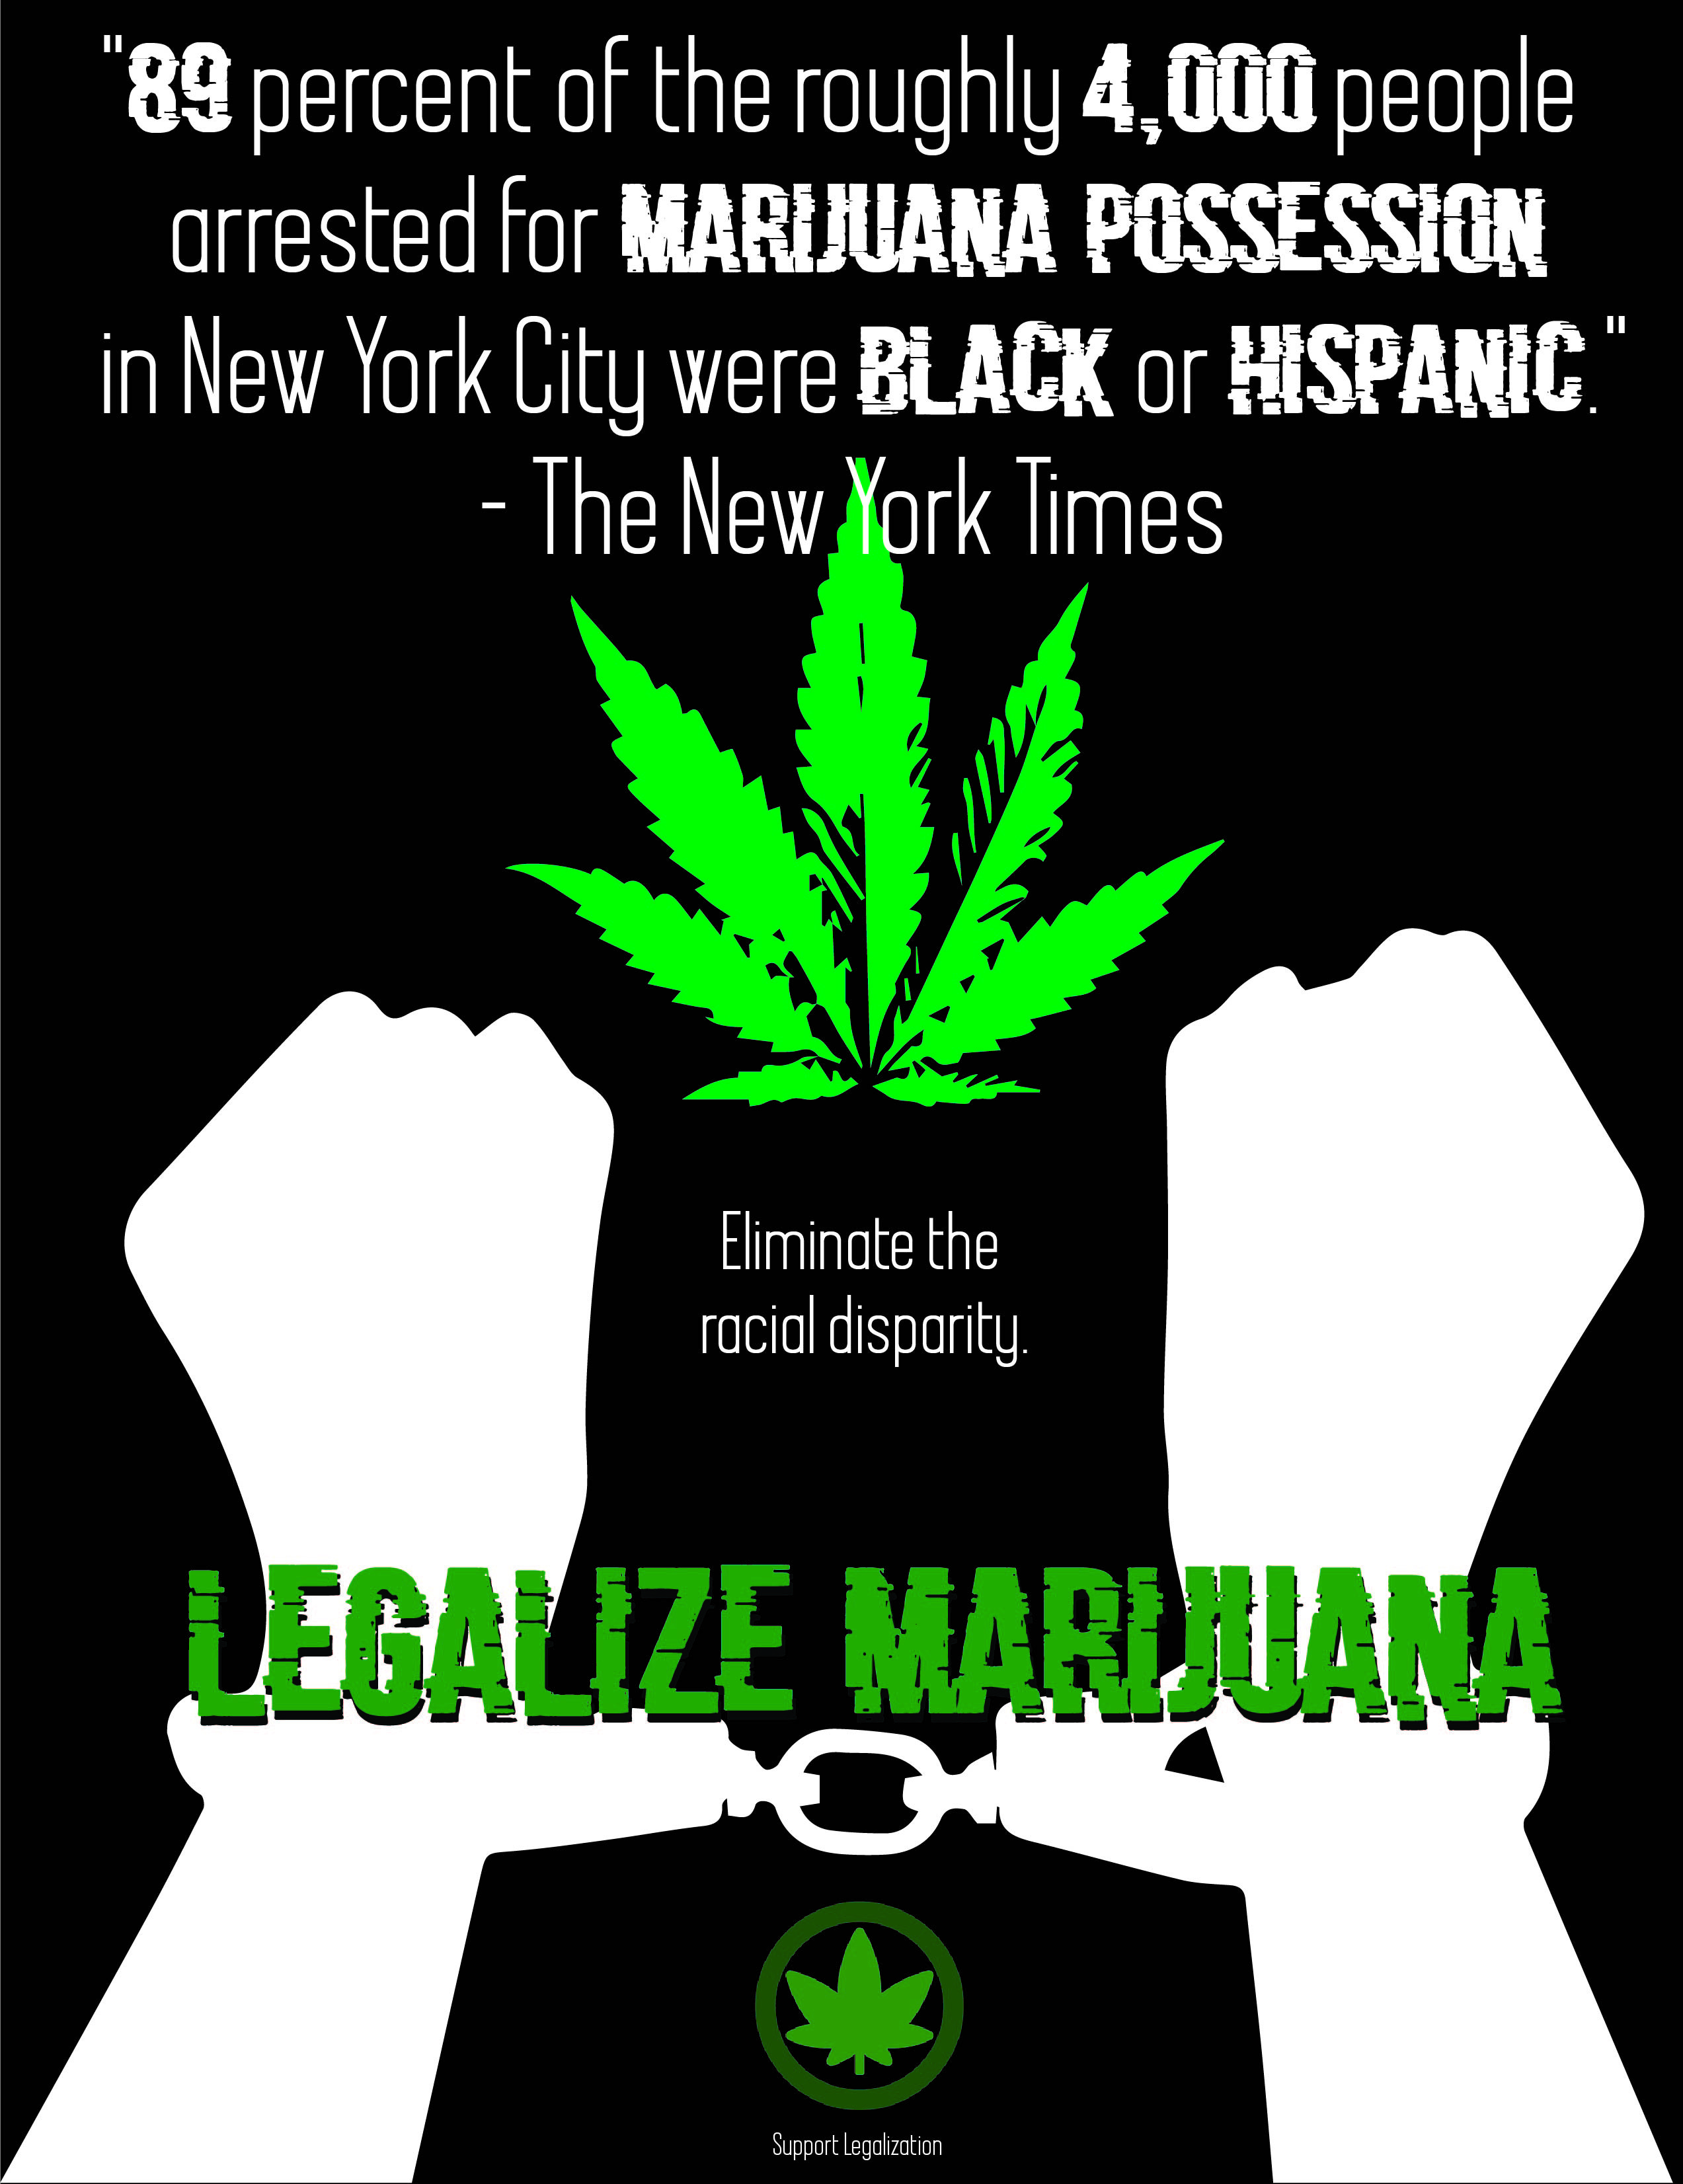 "89 percent of the roughly 4,000 people
arrested for MARIJUANA POSSESSION
in New York City were BLACK or HISPANIC."
- The New York Times
Eliminate the
racial disparity.
LEGALIZE MARIJUANA
Support Legalization